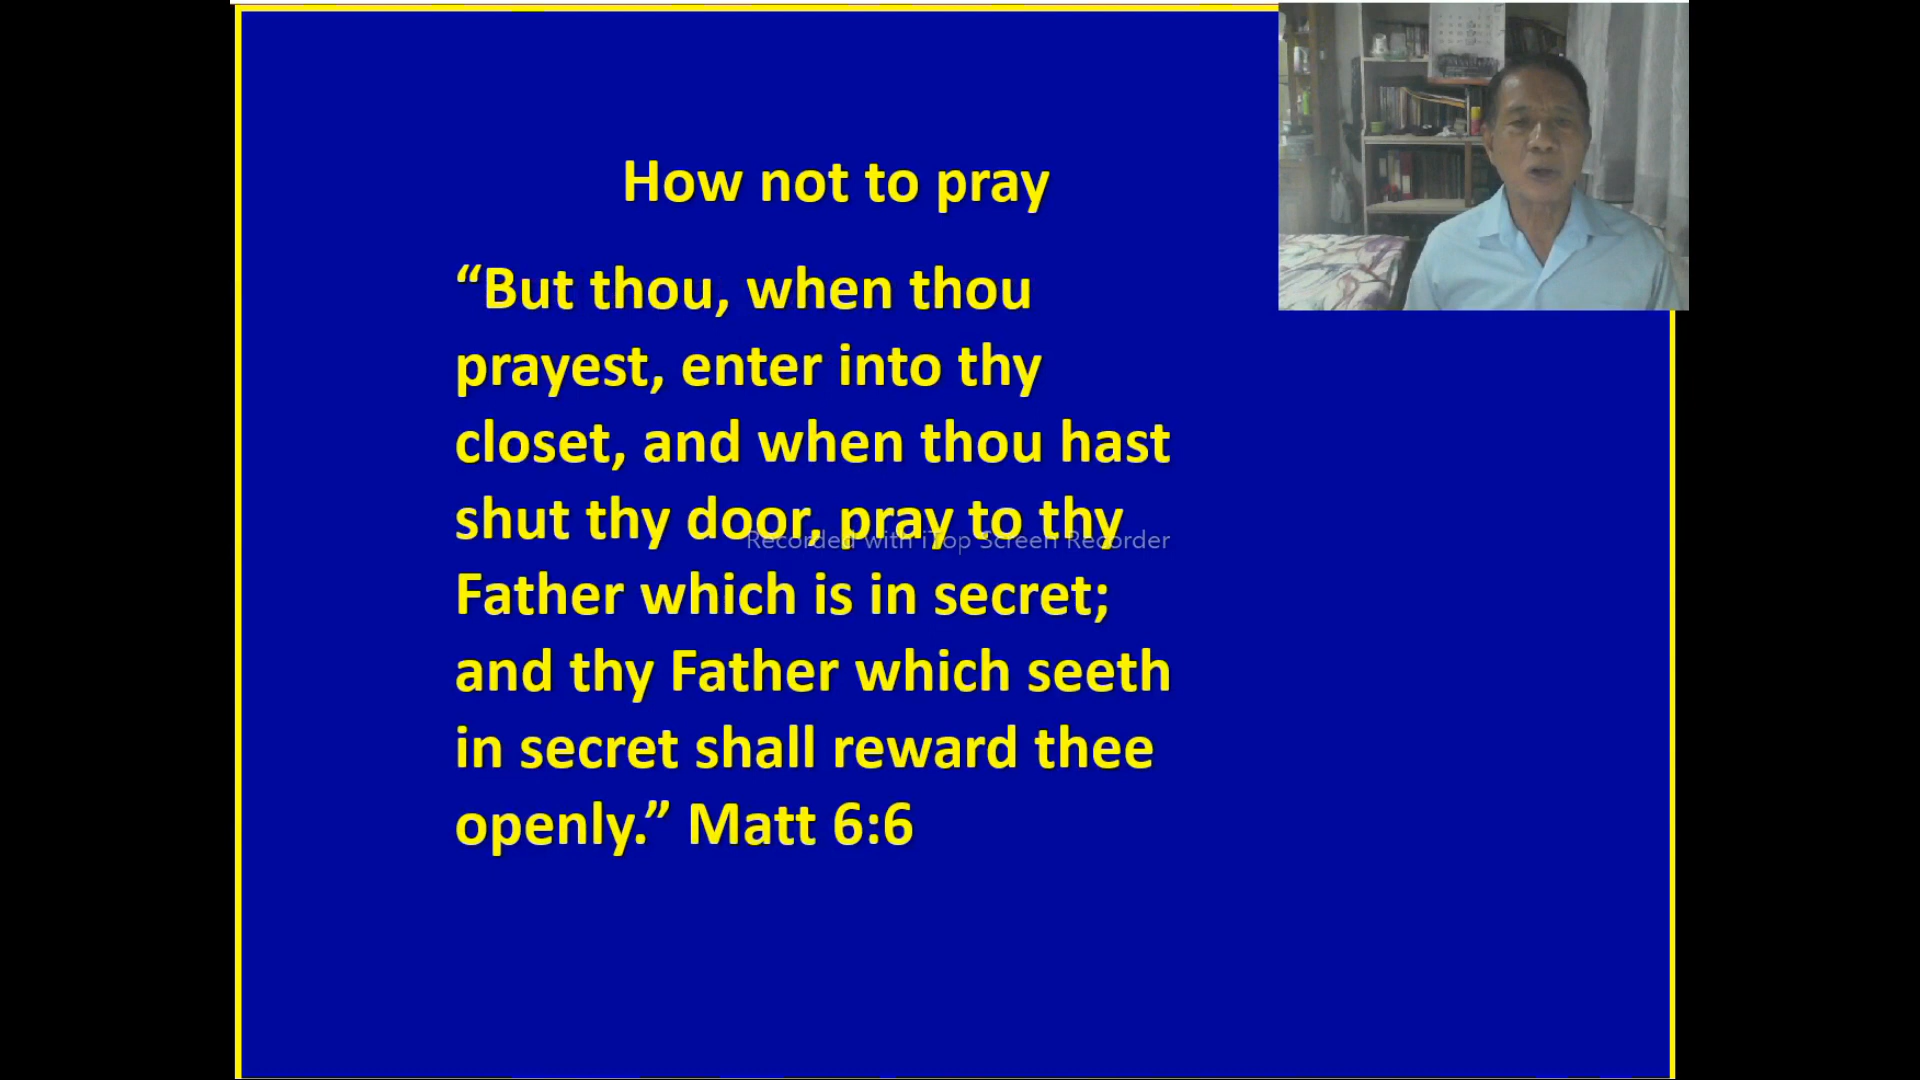 How not to pray
“But thou, when thou
prayest, enter into thy
closet, and when thou hast
shut thy door, pray to thy
Recorded with iTop Screen Recorder
Father which is in secret;
and thy Father which seeth
in secret shall reward thee
openly.” Matt 6:6